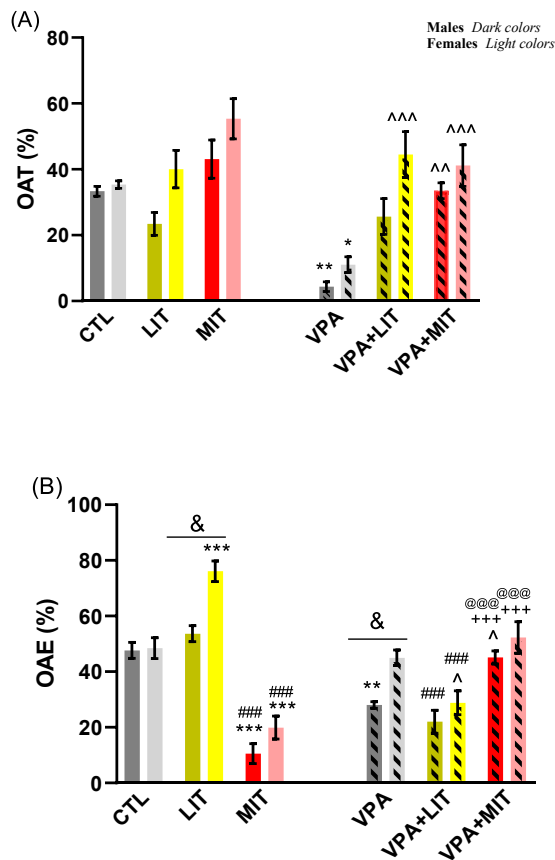 (A)
Males Dark colors
Females Light colors
OAT (%)
80
60
40
20
0
^^^
^^^
^^
**
*
CTL
LIT
MIT
VPA
VPA+LIT
VPA+MIT
(B)
OAE (%)
100
80
60
40
20
0
&
***
&
@@@ @@@
+++ +++
^
###
###
*** ***
**
###
###
^
CTL
LIT
MIT
VPA
VPA+LIT
VPA+MIT